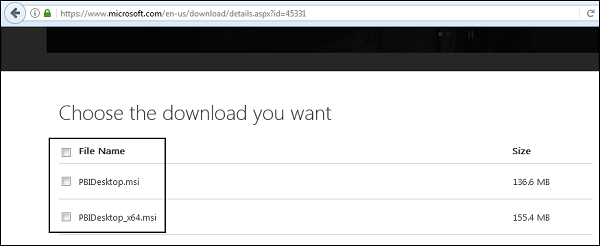 https://www.microsoft.com/en-us/download/details.aspx?id=45331
Choose the download you want
File Name Size
PBIDesktop.msi 136.6 MB
PBIDesktop_x64.msi 155.4 MB